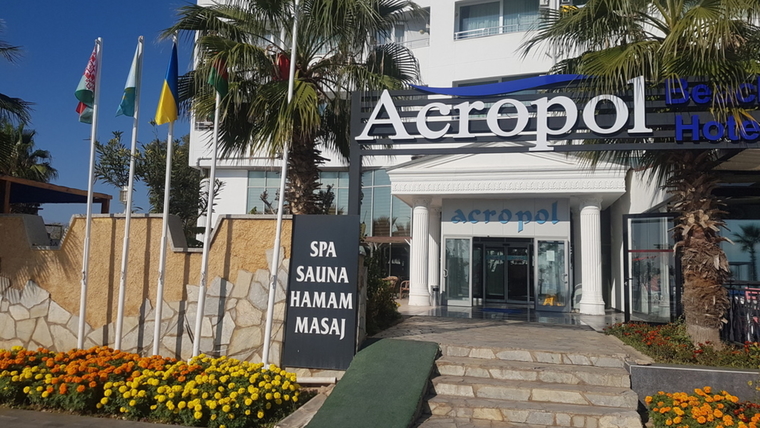 Acropol
Beach
Hotel
acropol
SPA
SAUNA
HAMAM
MASAJ